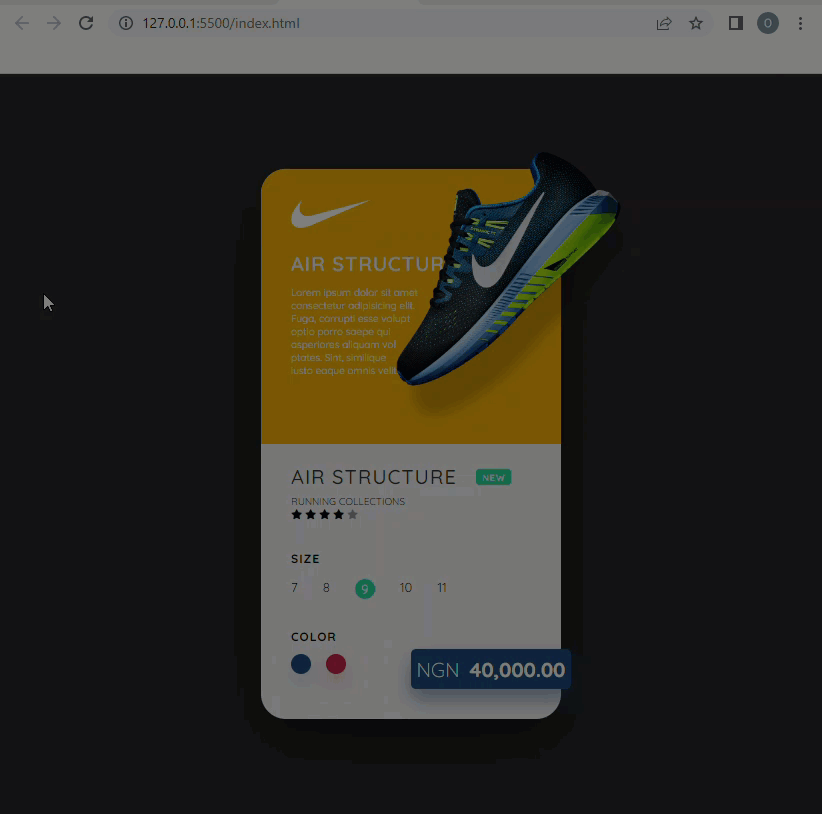 127.0.0.1:5500/index.html
O
AIR STRUCTUR
Lorem ipsum dolor sit amet
consectetur adipisicing elit.
Fuga, corrupti esse volupt
optio porro saepe qui
asperiores aliquam vol
ptates. Sint, similique
iusto eaque omnis velit
AIR STRUCTURE NEW
RUNNING COLLECTIONS
SIZE
7 8 9 10 11
COLOR
NGN 40,000.00